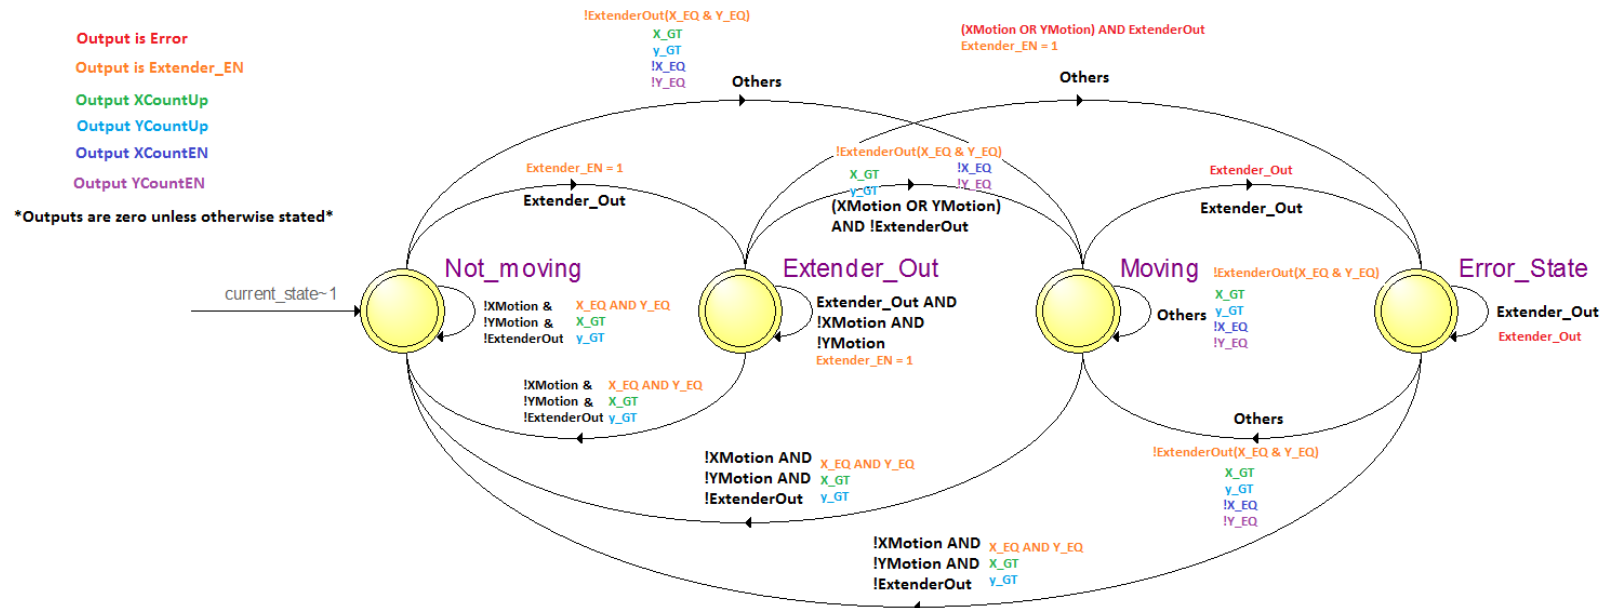 Output is Error
Output is Extender_EN
Output XCountUp
Output YCountUp
Output XCountEN
Output YCountEN
*Outputs are zero unless otherwise stated*
!ExtenderOut(X_EQ & Y_EQ)
X_GT
y_GT
!X_EQ
!Y_EQ
Others
(XMotion OR YMotion) AND ExtenderOut
Extender_EN = 1
Others
Extender_EN = 1
Extender_Out
!ExtenderOut(X_EQ & Y_EQ)
X_GT
y_GT
!X_EQ
!Y_EQ
(XMotion OR YMotion)
AND !ExtenderOut
Extender_Out
Extender_Out
current_state~1
Not_moving
!XMotion &
!YMotion &
!ExtenderOut
X_EQ AND Y_EQ
X_GT
y_GT
Extender_Out
Extender_Out AND
!XMotion AND
!YMotion
Extender_EN = 1
Moving
Others
!ExtenderOut(X_EQ & Y_EQ)
X_GT
y_GT
!X_EQ
!Y_EQ
Error_State
Extender_Out
Extender_Out
!XMotion &
!YMotion &
!ExtenderOut
X_EQ AND Y_EQ
X_GT
y_GT
!XMotion AND
!YMotion AND
!ExtenderOut
X_EQ AND Y_EQ
X_GT
y_GT
Others
!ExtenderOut(X_EQ & Y_EQ)
X_GT
y_GT
!X_EQ
!Y_EQ
!XMotion AND
!YMotion AND
!ExtenderOut
X_EQ AND Y_EQ
X_GT
y_GT